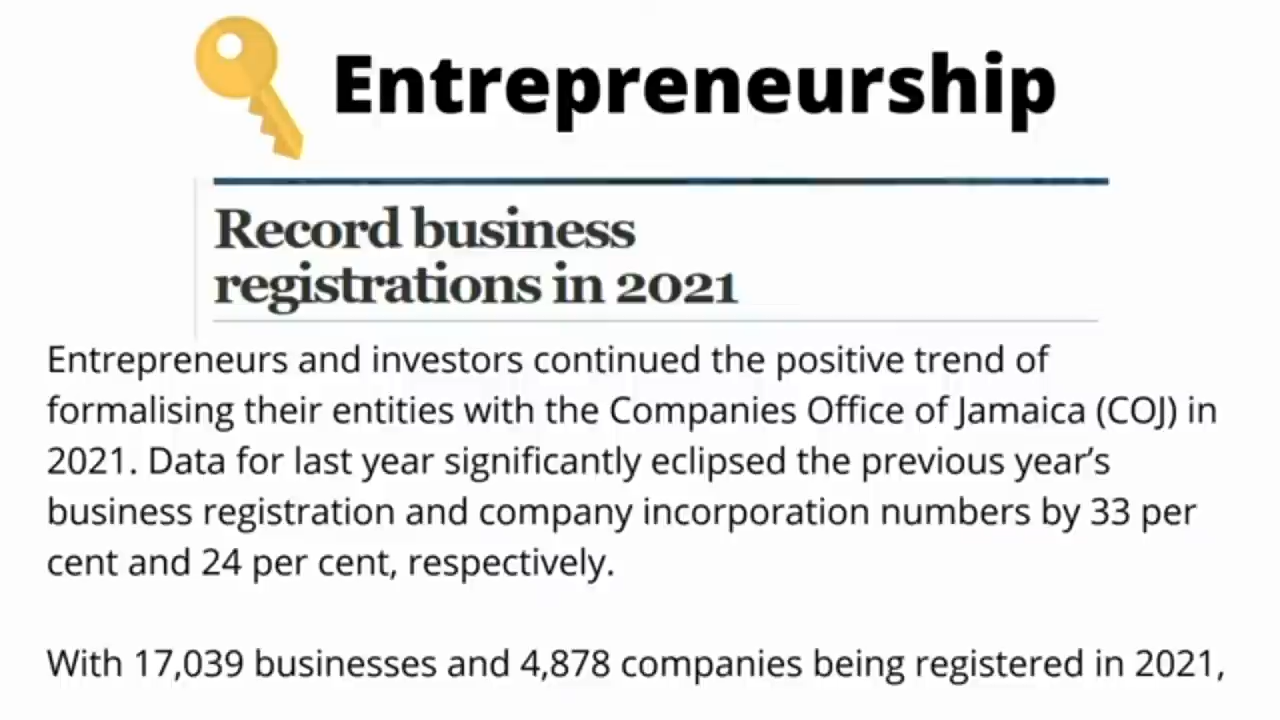 Entrepreneurship
Record business
registrations in 2021
Entrepreneurs and investors continued the positive trend of
formalising their entities with the Companies Office of Jamaica (COJ) in
2021. Data for last year significantly eclipsed the previous year’s
business registration and company incorporation numbers by 33 per
cent and 24 per cent, respectively.
With 17,039 businesses and 4,878 companies being registered in 2021,